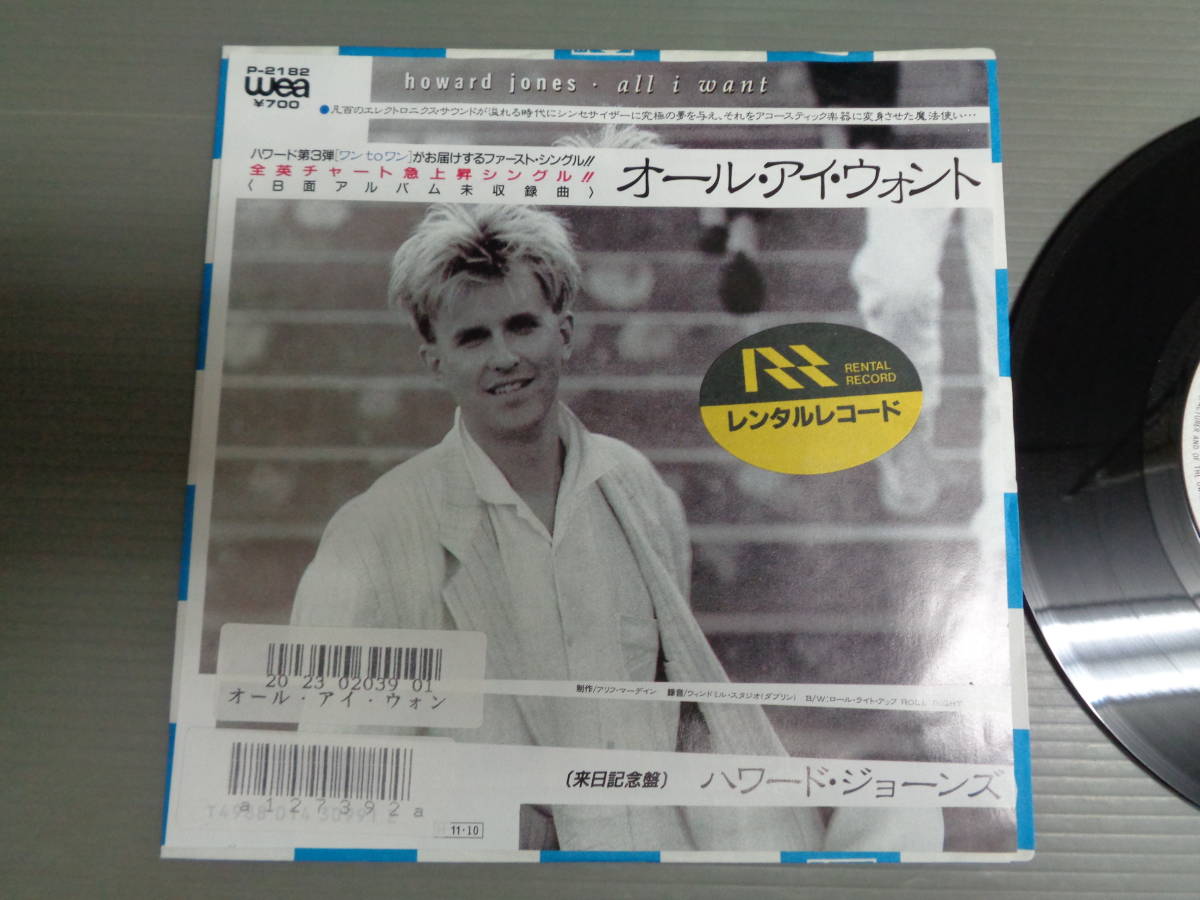 P-2182
wea
¥700
howard jones · all i want
●凡百のエレクトロニクス・サウンドが溢れる時代にシンセサイザーに究極の夢を与え、それをアコースティック楽器に変身させた魔法使い…
ハワード第3弾[ワンtoワン]がお届けするファースト・シングル!!
全英チャート急上昇シングル!!
〈B面アルバム未収録曲〉
オール・アイ・ウォント
RENTAL
RECORD
レンタルレコード
20 23 02039 01
オール・アイ・ウォン
制作/アリフ・マーディン 録音/ウィンドミル・スタジオ(ダブリン) B/W:ロール・ライト・アップ ROLL RIGHT
(来日記念盤) ハワード・ジョーンズ
a127392a
11·10